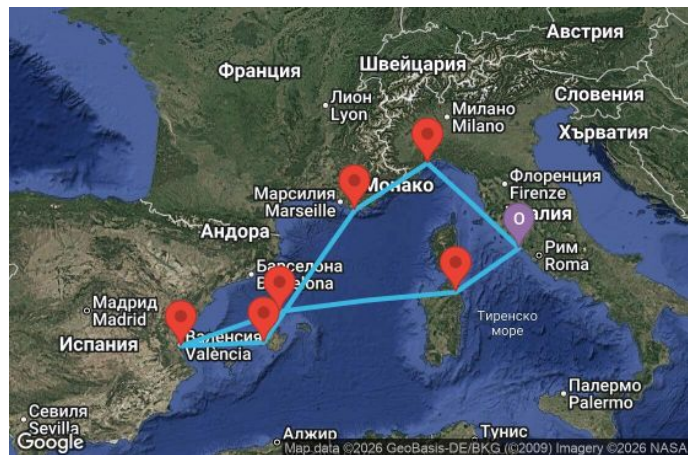 Австрия
Швейцария
Франция
Словения
Лион
Lyon
Милано
Milano
Хърватия
Монако
Флоренция
Firenze
Марсилия
Marseille
O
Андора
Рим
Roma
Барселона
Мадрид
Madrid
Тиренско
море
Испания
Валенсия
València
Палермо
Palermo
Севиля
Sevilla
Google
Алжир
Тунис
Map data ©2026 GeoBasis-DE/BKG (©2009) Imagery ©2026 NASA